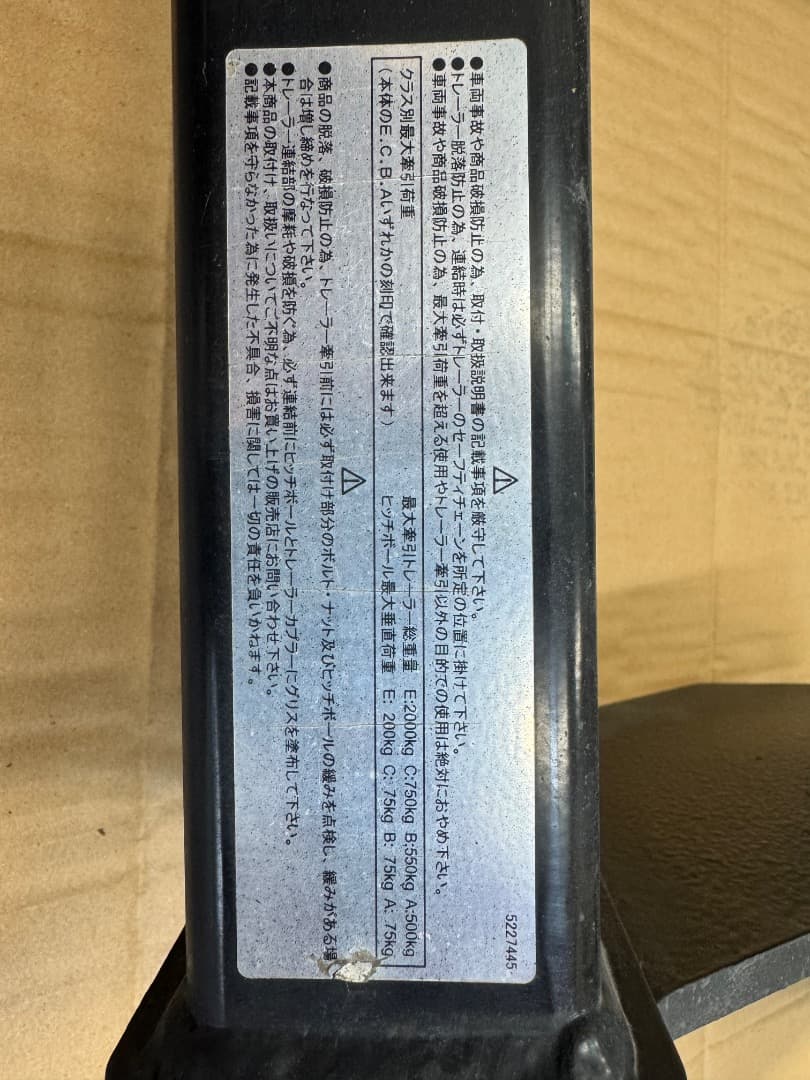 ⚠
●車両事故や商品破損防止の為、取付・取扱説明書の記載事項を厳守して下さい。
●トレーラー脱落防止の為、連結時は必ずトレーラーのセーフティチェーンを所定の位置に掛けて下さい。
●車両事故や商品破損防止の為、最大牽引荷重を超える使用やトレーラー牽引以外の目的での使用は絶対におやめ下さい。
クラス別最大牽引荷重 最大牽引トレーラー総重量 E:2000kg C:750kg B:550kg A:500kg
(本体のE.C.B.Aいずれかの刻印で確認出来ます) ヒッチボール最大垂直荷重 E: 200kg C: 75kg B: 75kg A: 75kg
⚠
●商品の脱落、破損防止の為、トレーラー牽引前には必ず取付け部分のボルト・ナット及びヒッチボールの緩みを点検し、緩みがある場
合は増し締めを行なって下さい。
●トレーラー連結部の摩耗や破損を防ぐ為、必ず連結前にヒッチボールとトレーラーカプラーにグリスを塗布して下さい。
●本商品の取付け、取扱いについてご不明な点はお買い上げの販売店にお問い合わせ下さい。
●記載事項を守らなかった為に発生した不具合、損害に関しては一切の責任を負いかねます。
5227445